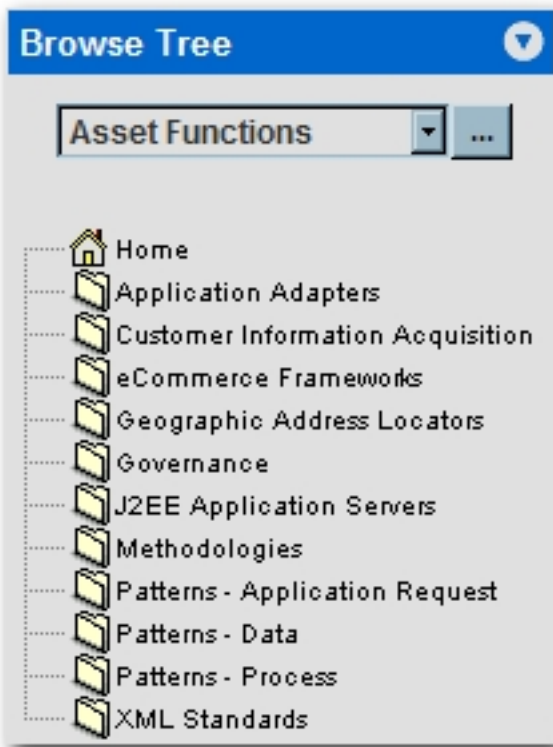 Browse Tree
Asset Functions
...
Home
Application Adapters
Customer Information Acquisition
eCommerce Frameworks
Geographic Address Locators
Governance
J2EE Application Servers
Methodologies
Patterns - Application Request
Patterns - Data
Patterns - Process
XML Standards